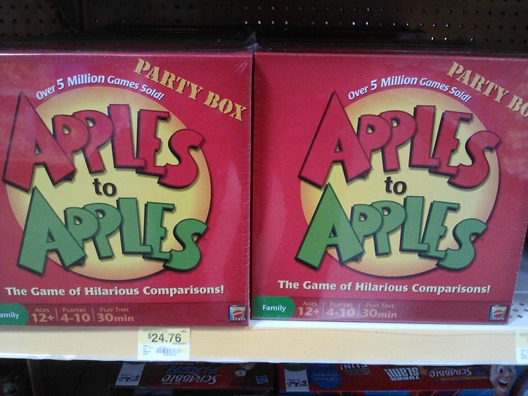 PARTY BOX
Over 5 Million Games Sold!
APPLES
to
APPLES
The Game of Hilarious Comparisons!
amily
AGES
12+
PLAYERS
4-10
PLAY TIME
30min
PARTY BO
Over 5 Million Games Sold!
APPLES
to
APPLES
The Game of Hilarious Comparisons!
Family
AGES
12+
PLAYERS
4-10
PLAY TIME
30min
$24.76
SCRABBLE
SLAM!
SCRABBLE